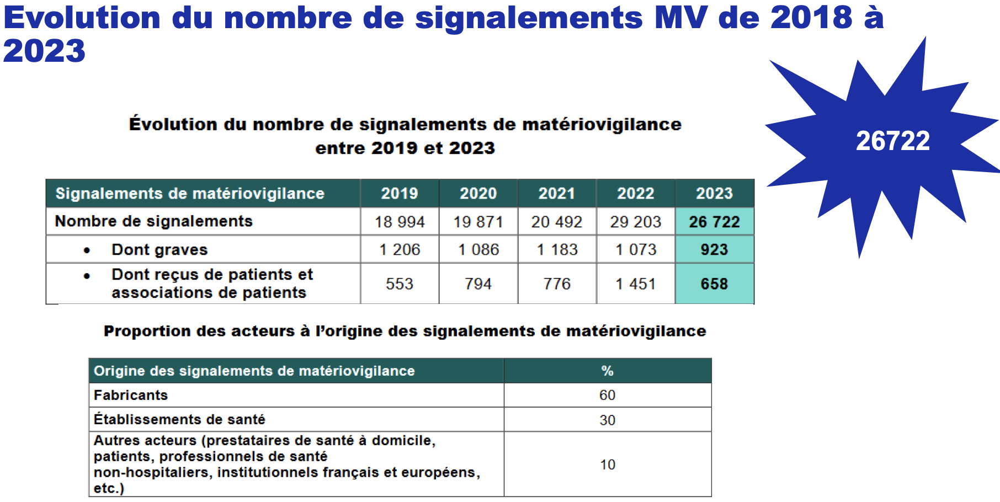 Evolution du nombre de signalements MV de 2018 à
2023
26722
Évolution du nombre de signalements de matériovigilance
entre 2019 et 2023
Signalements de matériovigilance 2019 2020 2021 2022 2023
Nombre de signalements 18 994 19 871 20 492 29 203 26 722
• Dont graves 1 206 1 086 1 183 1 073 923
• Dont reçus de patients et
associations de patients 553 794 776 1 451 658
Proportion des acteurs à l’origine des signalements de matériovigilance
Origine des signalements de matériovigilance %
Fabricants 60
Établissements de santé 30
Autres acteurs (prestataires de santé à domicile,
patients, professionnels de santé
non-hospitaliers, institutionnels français et européens,
etc.) 10